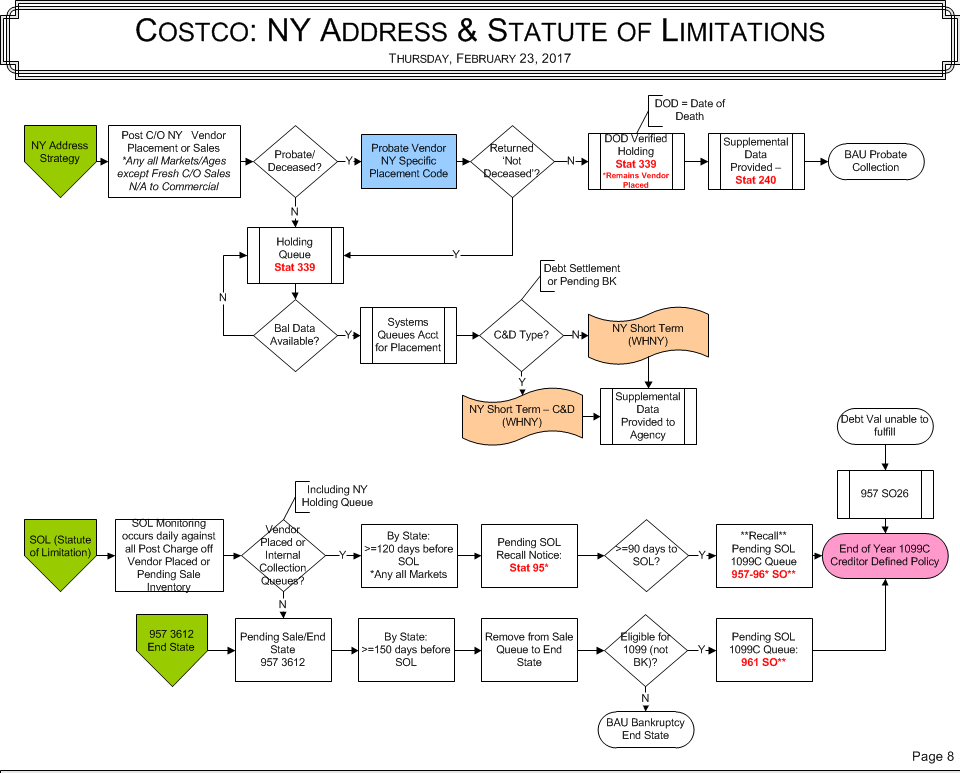 COSTCO: NY ADDRESS & STATUTE OF LIMITATIONS
THURSDAY, FEBRUARY 23, 2017
DOD = Date of
Death
NY Address
Strategy
Post C/O NY Vendor
Placement or Sales
*Any all Markets/Ages
except Fresh C/O Sales
N/A to Commercial
Probate/
Deceased?
Y
Probate Vendor
NY Specific
Placement Code
Returned
'Not
Deceased'?
N
DOD Verified
Holding
Stat 339
*Remains Vendor
Placed
Supplemental
Data
Provided –
Stat 240
BAU Probate
Collection
N
Y
Holding
Queue
Stat 339
N
Bal Data
Available?
Y
Systems
Queues Acct
for Placement
Debt Settlement
or Pending BK
C&D Type?
N
NY Short Term
(WHNY)
Y
NY Short Term – C&D
(WHNY)
Supplemental
Data
Provided to
Agency
Debt Val unable to
fulfill
957 SO26
Including NY
Holding Queue
SOL (Statute
of Limitation)
SOL Monitoring
occurs daily against
all Post Charge off
Vendor Placed or
Pending Sale
Inventory
Vendor
Placed or
Internal
Collection
Queues?
Y
By State:
>=120 days before
SOL
*Any all Markets
Pending SOL
Recall Notice:
Stat 95*
>=90 days to
SOL?
Y
**Recall**
Pending SOL
1099C Queue
957-96* SO**
End of Year 1099C
Creditor Defined Policy
N
957 3612
End State
Pending Sale/End
State
957 3612
By State:
>=150 days before
SOL
Remove from Sale
Queue to End
State
Eligible for
1099 (not
BK)?
Y
Pending SOL
1099C Queue:
961 SO**
N
BAU Bankruptcy
End State
Page 8